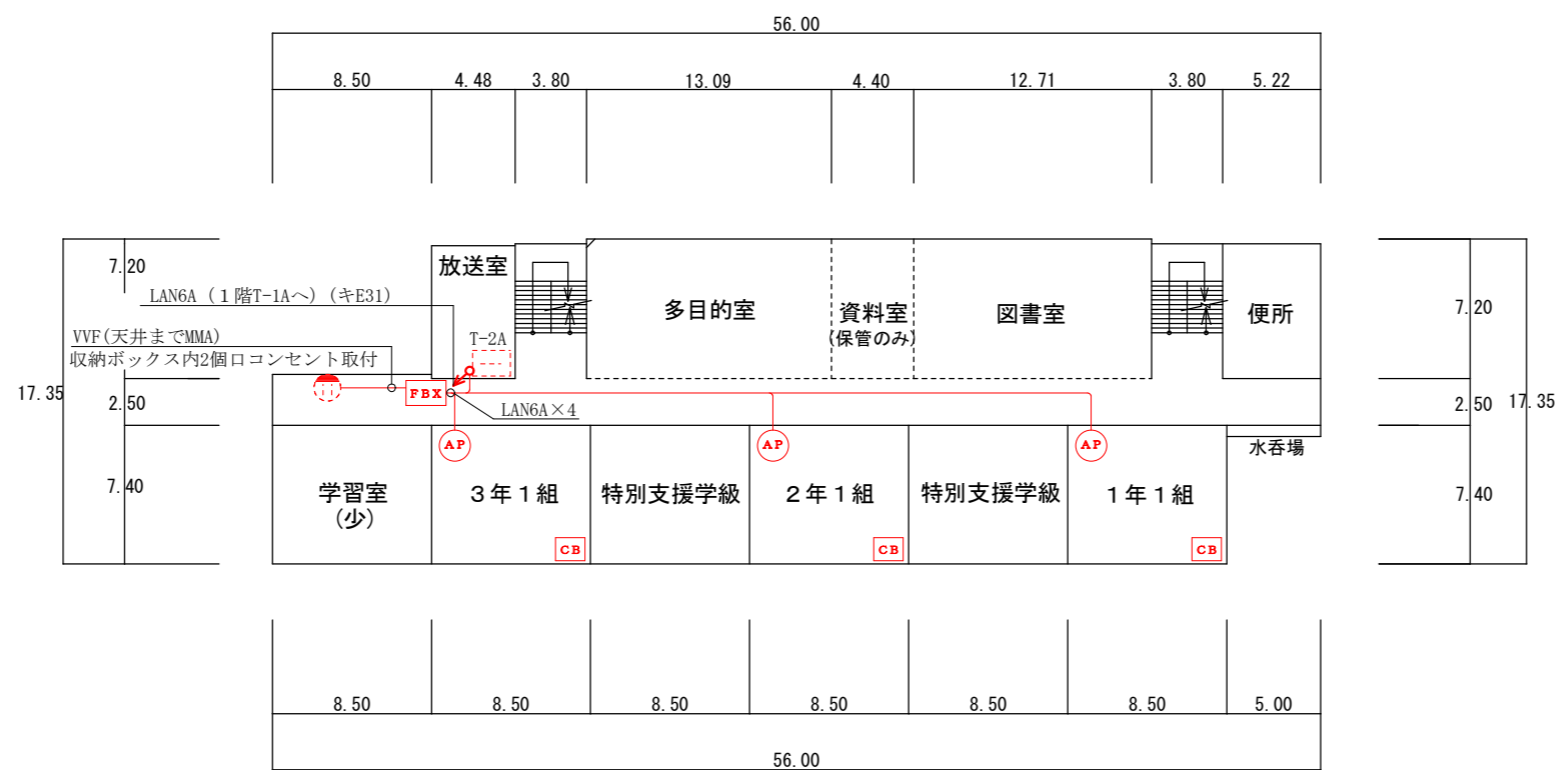 56.00
8.50 4.48 3.80 13.09 4.40 12.71 3.80 5.22
放送室
7.20
LAN6A (1階T-1Aへ) (キE31)
多目的室 資料室 図書室 便所
(保管のみ)
7.20
VVF(天井までMMA)
T-2A
収納ボックス内2個口コンセント取付
17.35
2.50
FBX
LAN6A×4
2.50
17.35
AP AP AP
水呑場
7.40
学習室
(少)
3年1組 特別支援学級 2年1組 特別支援学級 1年1組
7.40
CB CB CB
8.50 8.50 8.50 8.50 8.50 8.50 5.00
56.00